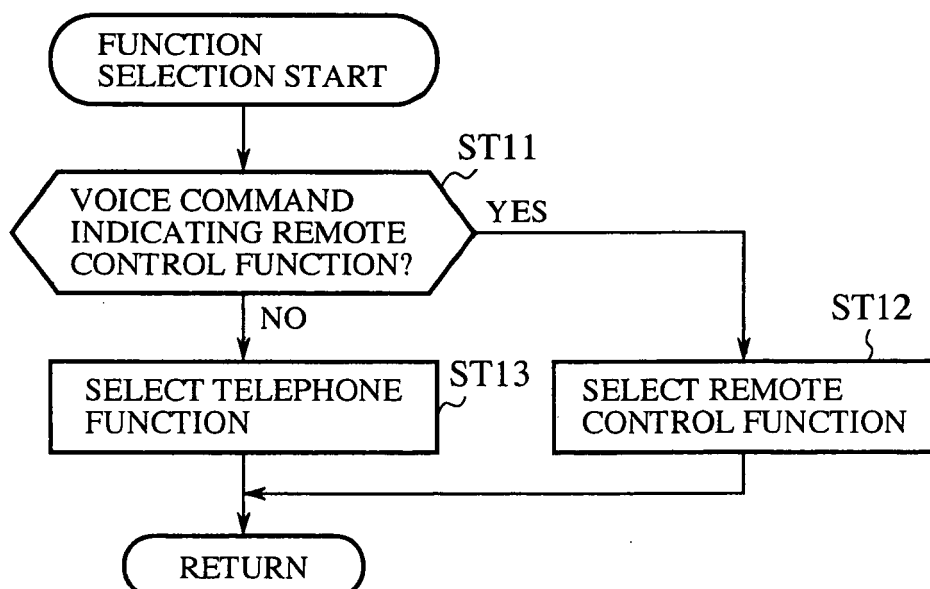 FUNCTION
SELECTION START
ST11
VOICE COMMAND
INDICATING REMOTE
CONTROL FUNCTION?
YES
NO
ST12
SELECT TELEPHONE
FUNCTION
ST13
SELECT REMOTE
CONTROL FUNCTION
RETURN